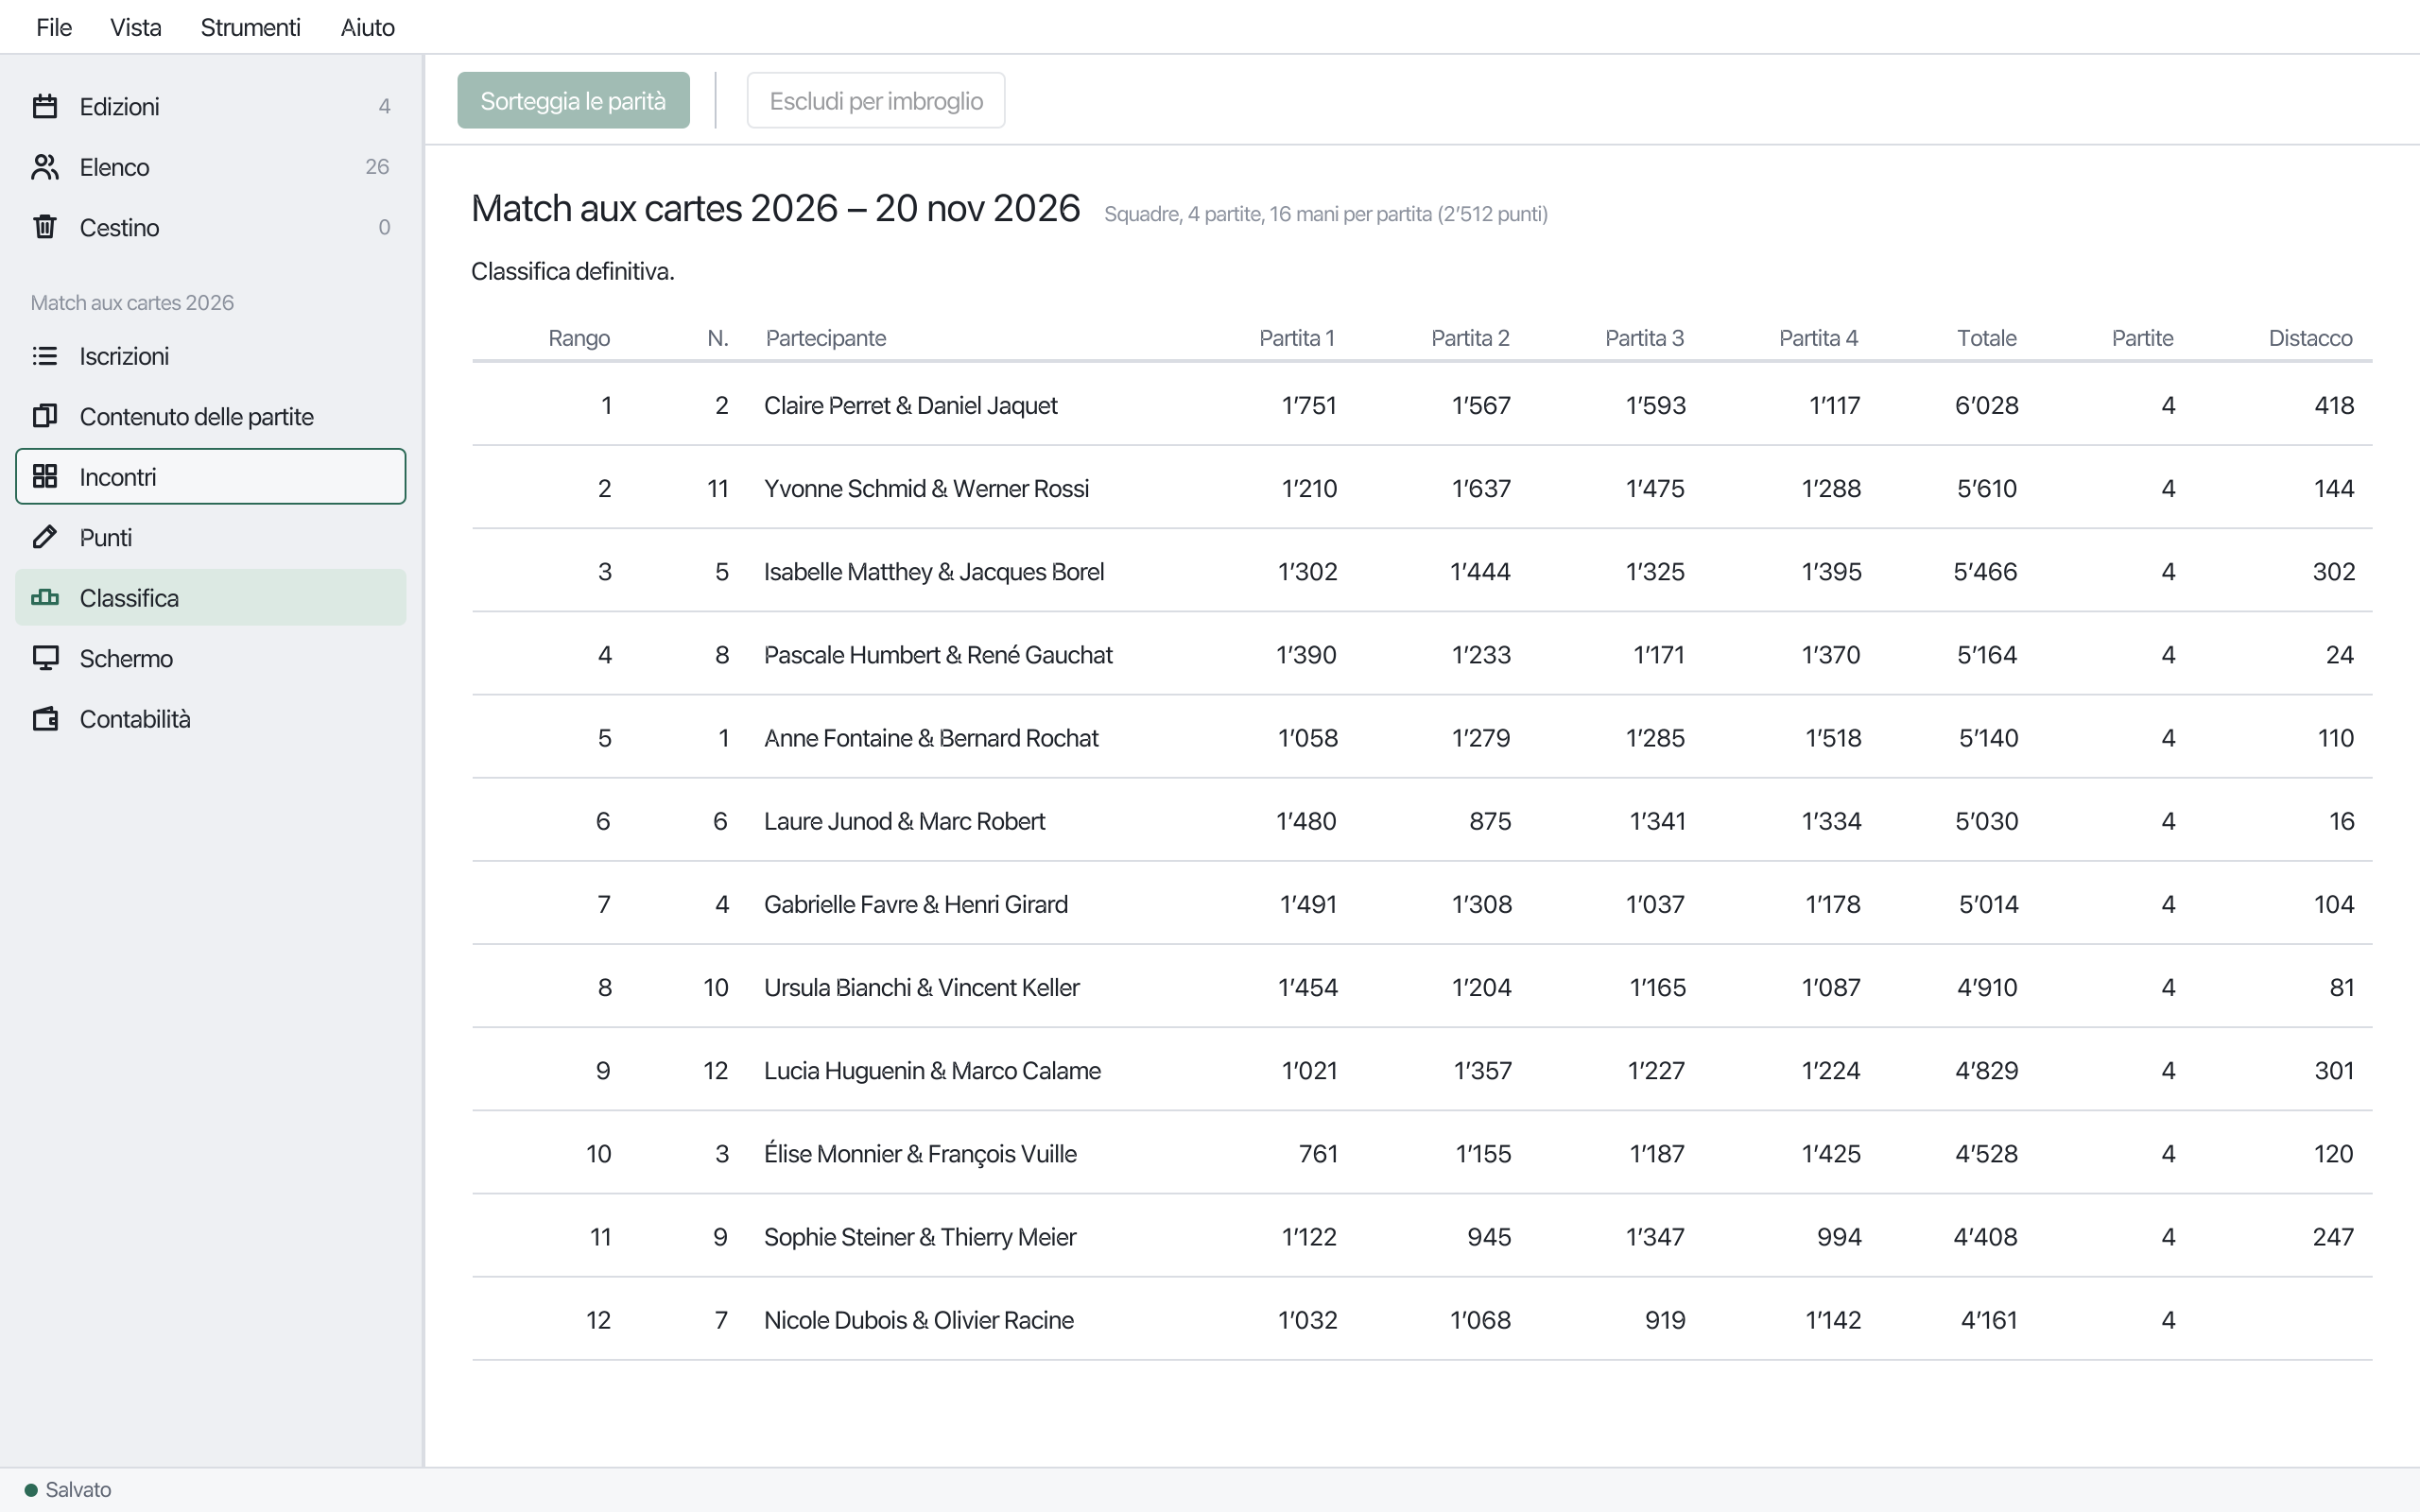 File Vista Strumenti Aiuto
Edizioni 4
Elenco 26
Cestino 0
Match aux cartes 2026
Iscrizioni
Contenuto delle partite
Incontri
Punti
Classifica
Schermo
Contabilità
Sorteggia le parità Escludi per imbroglio
Match aux cartes 2026 – 20 nov 2026 Squadre, 4 partite, 16 mani per partita (2’512 punti)
Classifica definitiva.
Rango N. Partecipante Partita 1 Partita 2 Partita 3 Partita 4 Totale Partite Distacco
1 2 Claire Perret & Daniel Jaquet 1’751 1’567 1’593 1’117 6’028 4 418
2 11 Yvonne Schmid & Werner Rossi 1’210 1’637 1’475 1’288 5’610 4 144
3 5 Isabelle Matthey & Jacques Borel 1’302 1’444 1’325 1’395 5’466 4 302
4 8 Pascale Humbert & René Gauchat 1’390 1’233 1’171 1’370 5’164 4 24
5 1 Anne Fontaine & Bernard Rochat 1’058 1’279 1’285 1’518 5’140 4 110
6 6 Laure Junod & Marc Robert 1’480 875 1’341 1’334 5’030 4 16
7 4 Gabrielle Favre & Henri Girard 1’491 1’308 1’037 1’178 5’014 4 104
8 10 Ursula Bianchi & Vincent Keller 1’454 1’204 1’165 1’087 4’910 4 81
9 12 Lucia Huguenin & Marco Calame 1’021 1’357 1’227 1’224 4’829 4 301
10 3 Élise Monnier & François Vuille 761 1’155 1’187 1’425 4’528 4 120
11 9 Sophie Steiner & Thierry Meier 1’122 945 1’347 994 4’408 4 247
12 7 Nicole Dubois & Olivier Racine 1’032 1’068 919 1’142 4’161 4
Salvato